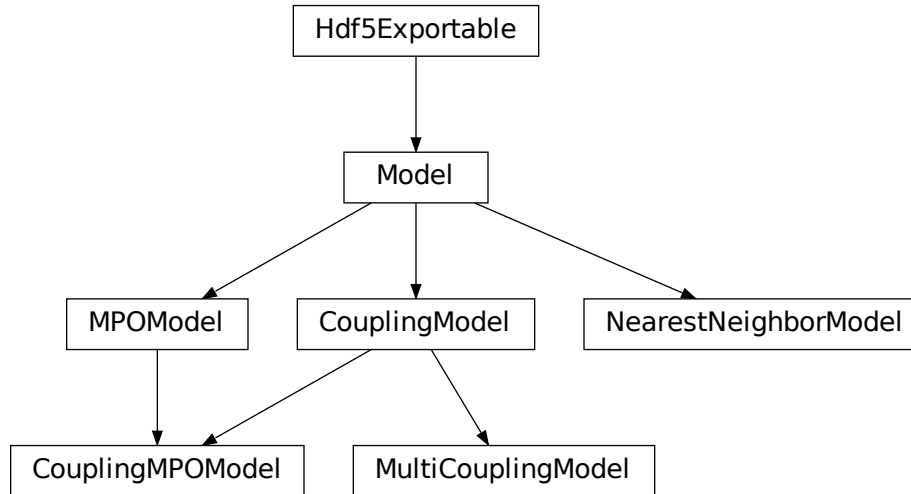 Hdf5Exportable
Model
MPOModel
CouplingModel
NearestNeighborModel
CouplingMPOModel
MultiCouplingModel